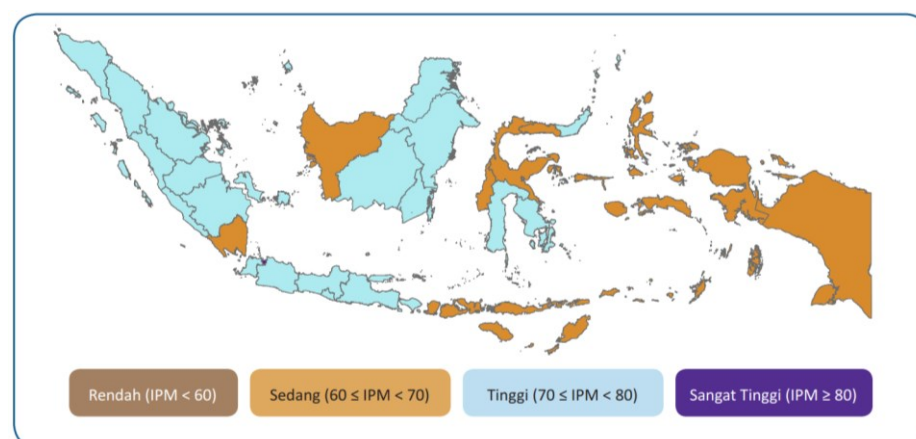 Rendah (IPM < 60)
Sedang (60 ≤ IPM < 70)
Tinggi (70 ≤ IPM < 80)
Sangat Tinggi (IPM ≥ 80)